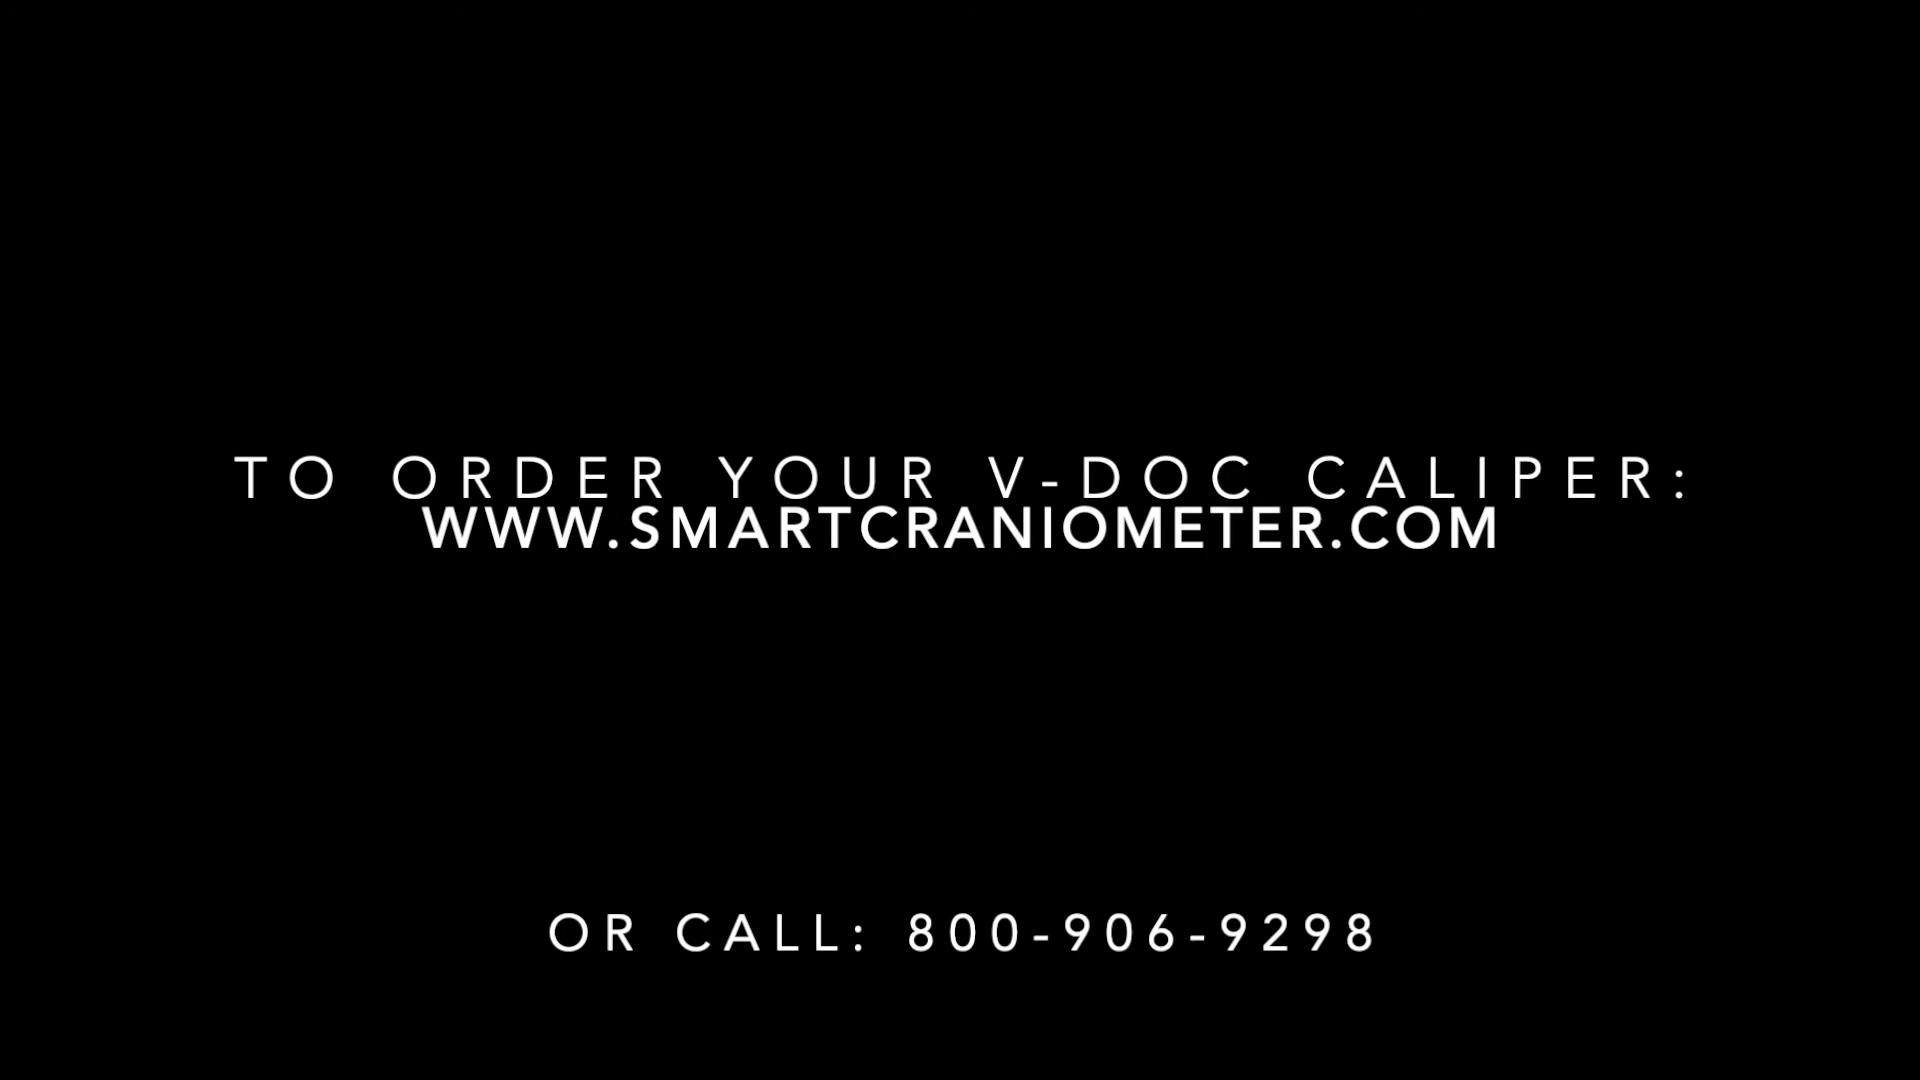 TO ORDER YOUR V-DOC CALIPER:
WWW.SMARTCRANIOMETER.COM
OR CALL: 800-906-9298